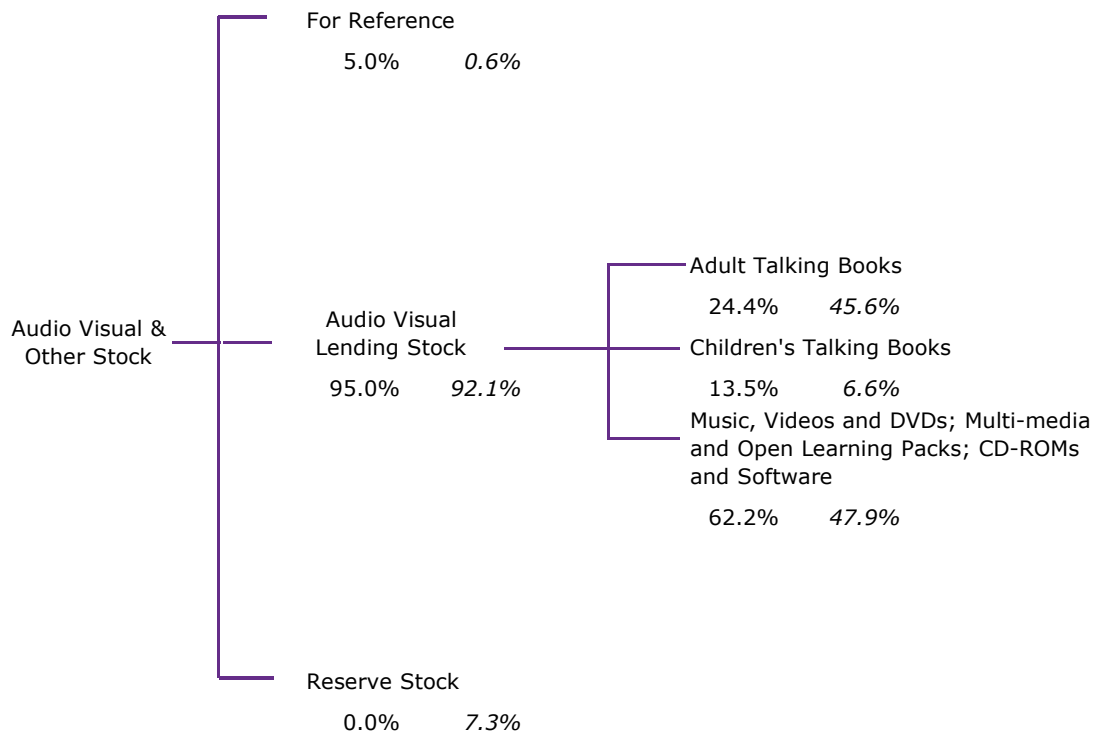 For Reference
5.0% 0.6%
Audio Visual &
Other Stock
Audio Visual
Lending Stock
95.0% 92.1%
Adult Talking Books
24.4% 45.6%
Children's Talking Books
13.5% 6.6%
Music, Videos and DVDs; Multi-media
and Open Learning Packs; CD-ROMs
and Software
62.2% 47.9%
Reserve Stock
0.0% 7.3%